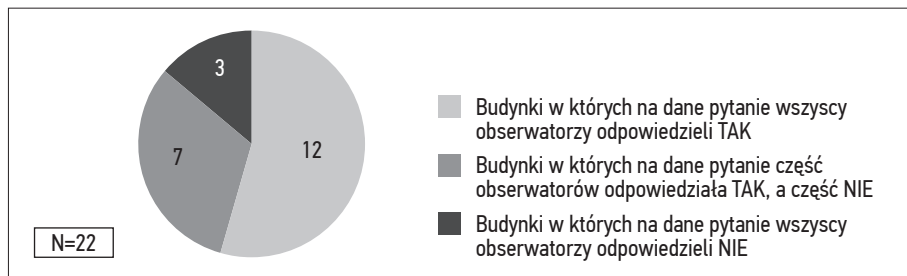 3
7
12
N=22
Budynki w których na dane pytanie wszyscy
obserwatorzy odpowiedzieli TAK
Budynki w których na dane pytanie część
obserwatorów odpowiedziała TAK, a część NIE
Budynki w których na dane pytanie wszyscy
obserwatorzy odpowiedzieli NIE